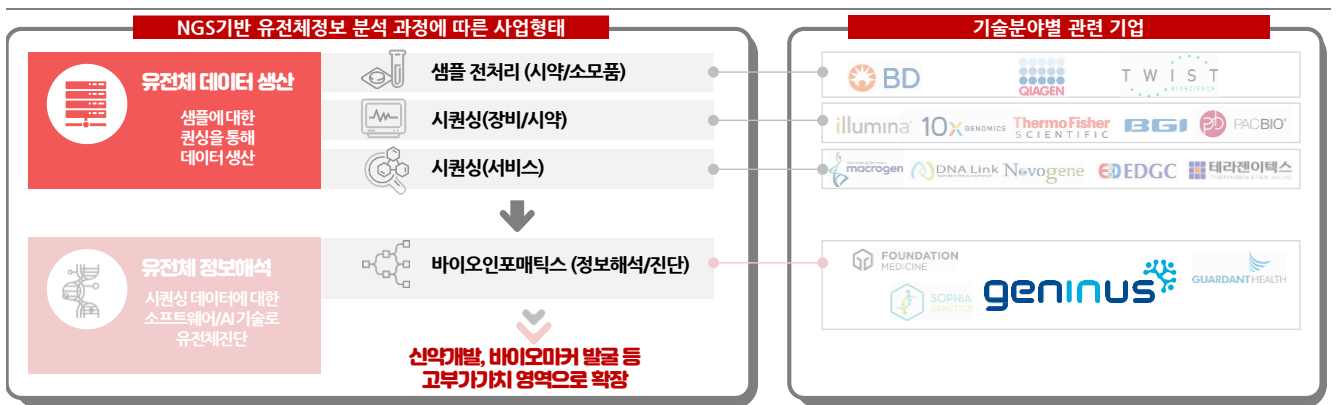 NGS기반 유전체정보 분석 과정에 따른 사업형태
유전체 데이터 생산
샘플에 대한
퀀싱을 통해
데이터 생산
샘플 전처리 (시약/소모품)
시퀀싱(장비/시약)
시퀀싱(서비스)
유전체 정보해석
시퀀싱 데이터에 대한
소프트웨어/AI 기술로
유전체진단
바이오인포매틱스 (정보해석/진단)
신약개발, 바이오마커 발굴 등
고부가가치 영역으로 확장
기술분야별 관련 기업
BD
QIAGEN
TWIST
BIOSCIENCE
illumina
10X GENOMICS
ThermoFisher
SCIENTIFIC
BGI
PACBIO
macrogen
DNA Link
Novogene
EDGC
테라젠이텍스
FOUNDATION
MEDICINE
SOPHiA
GENETICS
geninus
GUARDANT HEALTH